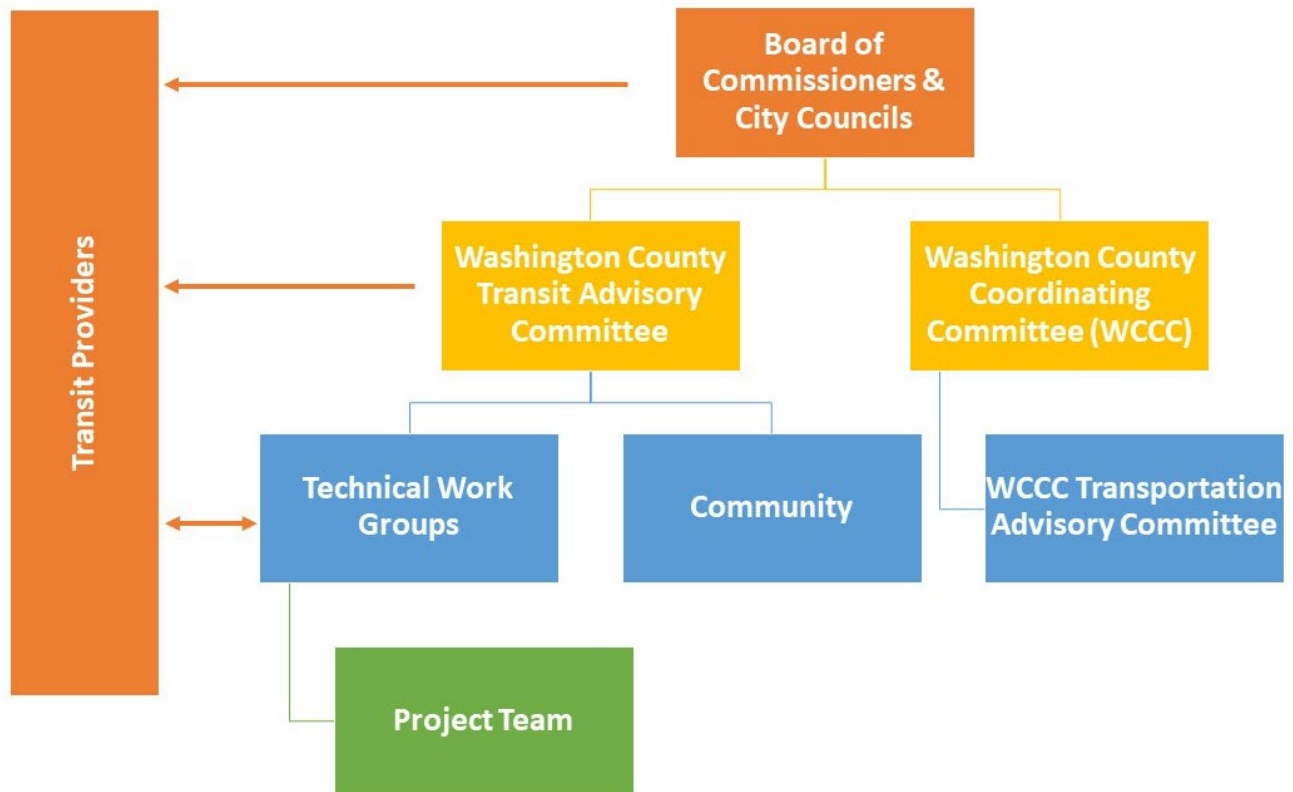 Transit Providers
Board of
Commissioners &
City Councils
Washington County
Transit Advisory
Committee
Washington County
Coordinating
Committee (WCCC)
Technical Work
Groups
Community
WCCC Transportation
Advisory Committee
Project Team